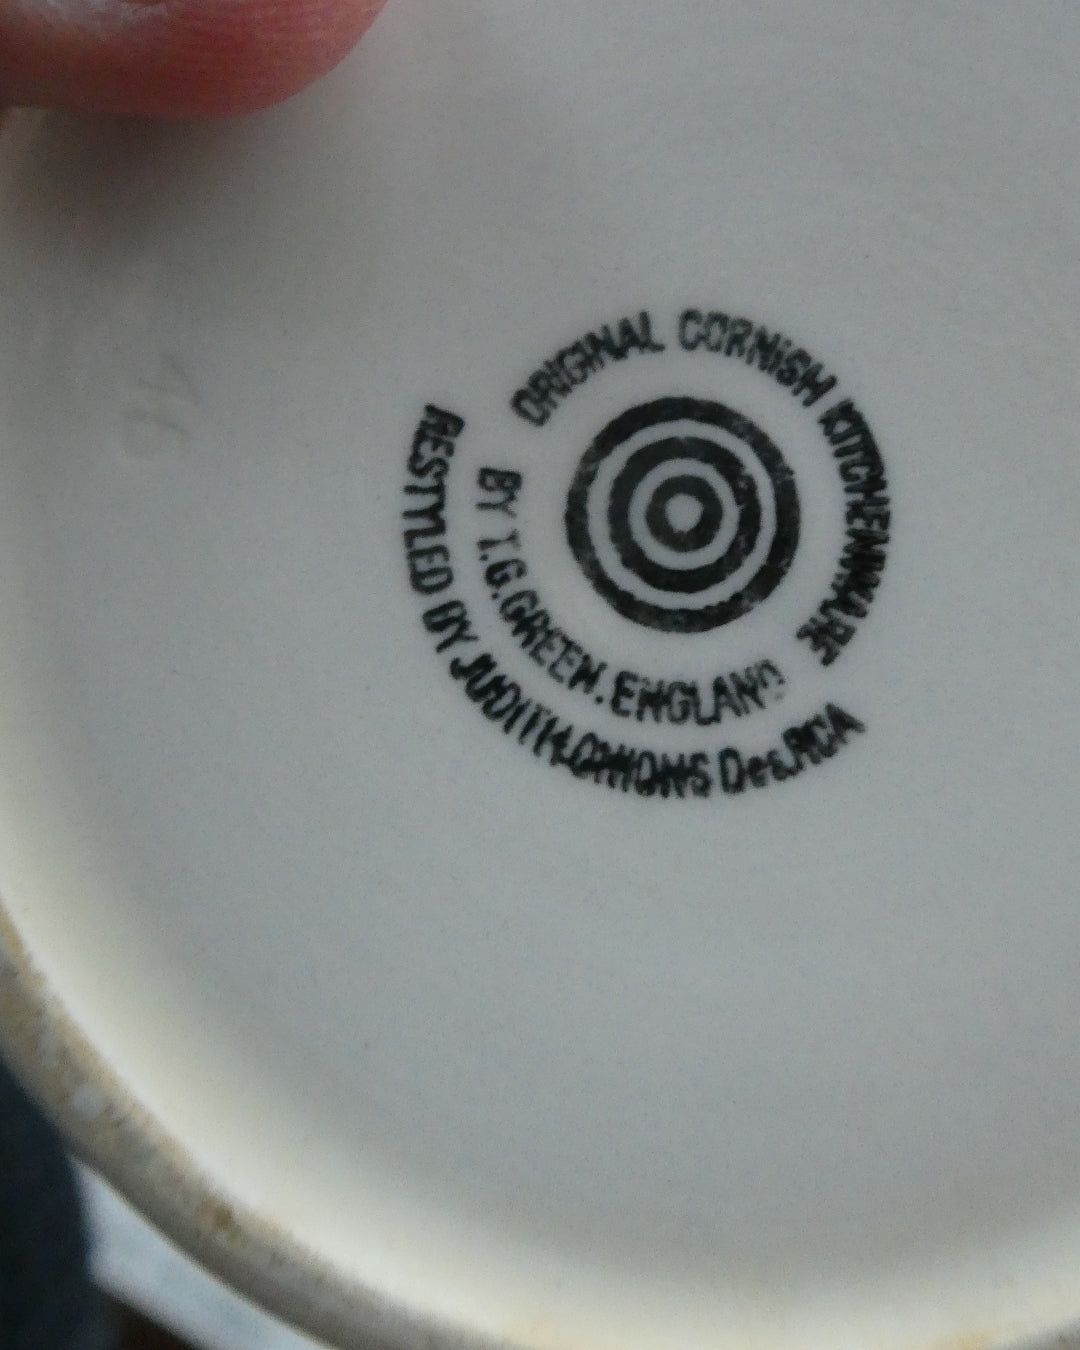 ORIGINAL CORNISH KITCHENWARE
BY T.G.GREEN. ENGLAND
RESTYLED BY JUDITH ONIONS Des.RCA